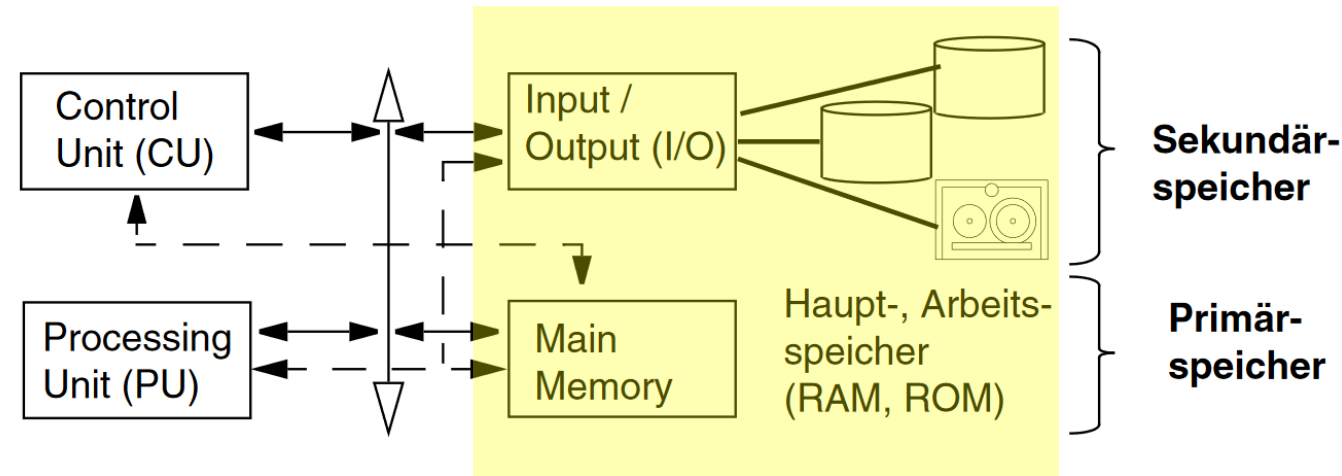 Control
Unit (CU)
Input /
Output (I/O)
Sekundär-
speicher
Processing
Unit (PU)
Main
Memory
Haupt-, Arbeits-
speicher
(RAM, ROM)
Primär-
speicher